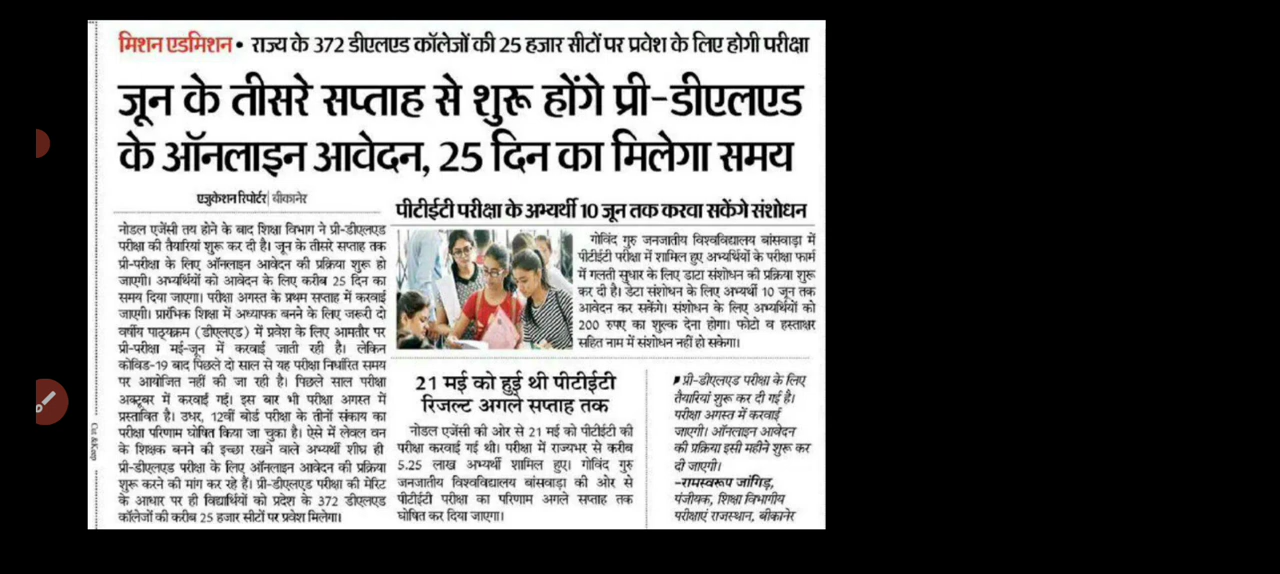 मिशन एडमिशन • राज्य के 372 डीएलएड कॉलेजों की 25 हजार सीटों पर प्रवेश के लिए होगी परीक्षा
जून के तीसरे सप्ताह से शुरू होंगे प्री-डीएलएड
के ऑनलाइन आवेदन, 25 दिन का मिलेगा समय
एजुकेशन रिपोर्टर| बीकानेर
नोडल एजेंसी तय होने के बाद शिक्षा विभाग ने प्री-डीएलएड
परीक्षा की तैयारियां शुरू कर दी है। जून के तीसरे सप्ताह तक
प्री-परीक्षा के लिए ऑनलाइन आवेदन की प्रक्रिया शुरू हो
जाएगी। अभ्यर्थियों को आवेदन के लिए करीब 25 दिन का
समय दिया जाएगा। परीक्षा अगस्त के प्रथम सप्ताह में करवाई
जाएगी। प्रारंभिक शिक्षा में अध्यापक बनने के लिए जरूरी दो
वर्षीय पाठ्यक्रम (डीएलएड) में प्रवेश के लिए आमतौर पर
प्री-परीक्षा मई-जून में करवाई जाती रही है। लेकिन
कोविड-19 बाद पिछले दो साल से यह परीक्षा निर्धारित समय
पर आयोजित नहीं की जा रही है। पिछले साल परीक्षा
अक्टूबर में करवाई गई। इस बार भी परीक्षा अगस्त में
प्रस्तावित है। उधर, 12वीं बोर्ड परीक्षा के तीनों संकाय का
परीक्षा परिणाम घोषित किया जा चुका है। ऐसे में लेवल वन
के शिक्षक बनने की इच्छा रखने वाले अभ्यर्थी शीघ्र ही
प्री-डीएलएड परीक्षा के लिए ऑनलाइन आवेदन की प्रक्रिया
शुरू करने की मांग कर रहे हैं। प्री-डीएलएड परीक्षा की मेरिट
के आधार पर ही विद्यार्थियों को प्रदेश के 372 डीएलएड
कॉलेजों की करीब 25 हजार सीटों पर प्रवेश मिलेगा।
पीटीईटी परीक्षा के अभ्यर्थी 10 जून तक करवा सकेंगे संशोधन
गोविंद गुरु जनजातीय विश्वविद्यालय बांसवाड़ा में
पीटीईटी परीक्षा में शामिल हुए अभ्यर्थियों के परीक्षा फार्म
में गलती सुधार के लिए डाटा संशोधन की प्रक्रिया शुरू
कर दी है। डेटा संशोधन के लिए अभ्यर्थी 10 जून तक
आवेदन कर सकेंगे। संशोधन के लिए अभ्यर्थियों को
200 रुपए का शुल्क देना होगा। फोटो व हस्ताक्षर
सहित नाम में संशोधन नहीं हो सकेगा।
21 मई को हुई थी पीटीईटी
रिजल्ट अगले सप्ताह तक
नोडल एजेंसी की ओर से 21 मई को पीटीईटी की
परीक्षा करवाई गई थी। परीक्षा में राज्यभर से करीब
5.25 लाख अभ्यर्थी शामिल हुए। गोविंद गुरु
जनजातीय विश्वविद्यालय बांसवाड़ा की ओर से
पीटीईटी परीक्षा का परिणाम अगले सप्ताह तक
घोषित कर दिया जाएगा।
प्री-डीएलएड परीक्षा के लिए
तैयारियां शुरू कर दी गई है।
परीक्षा अगस्त में करवाई
जाएगी। ऑनलाइन आवेदन
की प्रक्रिया इसी महीने शुरू कर
दी जाएगी।
-रामस्वरूप जांगिड़,
पंजीयक, शिक्षा विभागीय
परीक्षाएं राजस्थान, बीकानेर
Cut &Keep